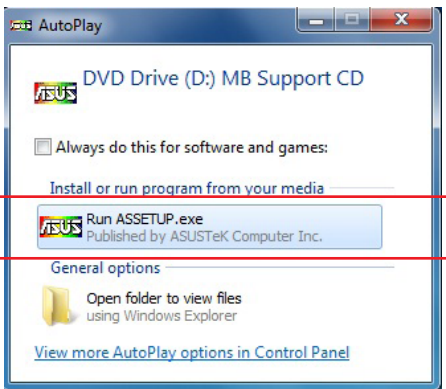 AutoPlay
DVD Drive (D:) MB Support CD
Always do this for software and games:
Install or run program from your media
Run ASSETUP.exe
Published by ASUSTeK Computer Inc.
General options
Open folder to view files
using Windows Explorer
View more AutoPlay options in Control Panel